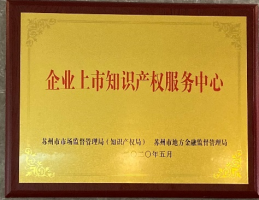 企业上市知识产权服务中心
苏州市市场监督管理局（知识产权局） 苏州市地方金融监督管理局
二〇二〇年五月